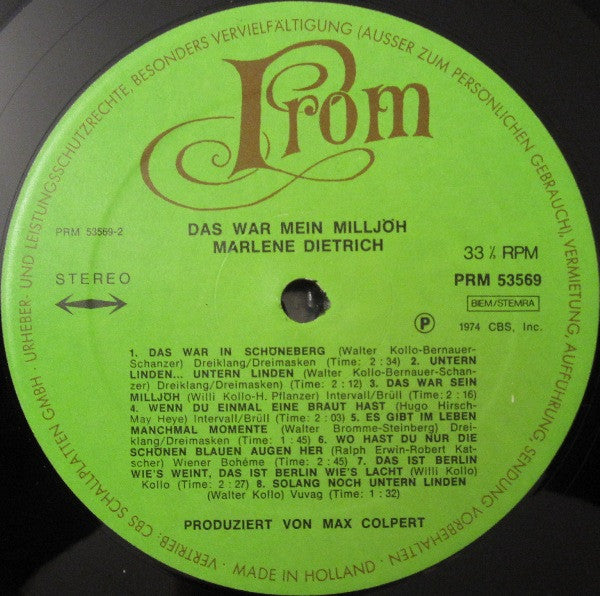 URHEBER- UND LEISTUNGSSCHUTZRECHTE, BESONDERS VERVIELFÄLTIGUNG (AUSSER ZUM PERSÖNLICHEN GEBRAUCH), VERMIETUNG, AUFFÜHRUNG, SENDUNG VORBEHALTEN
Prom
DAS WAR MEIN MILLJÖH
MARLENE DIETRICH
PRM 53569-2
STEREO
33⅓ RPM
PRM 53569
BIEM/STEMRA
Ⓟ 1974 CBS, Inc.
1. DAS WAR IN SCHÖNEBERG (Walter Kollo-Bernauer-
Schanzer) Dreiklang/Dreimasken (Time: 2:34) 2. UNTERN
LINDEN... UNTERN LINDEN (Walter Kollo-Bernauer-Schan-
zer) Dreiklang/Dreimasken) (Time: 2:12) 3. DAS WAR SEIN
MILLJÖH (Willi Kollo-H. Pflanzer) Intervall/Brüll (Time: 2:16)
4. WENN DU EINMAL EINE BRAUT HAST (Hugo Hirsch-
May Heye) Intervall/Brüll (Time: 2:03) 5. ES GIBT IM LEBEN
MANCHMAL MOMENTE (Walter Bromme-Steinberg) Drei-
klang/Dreimasken (Time: 1:45) 6. WO HAST DU NUR DIE
SCHÖNEN BLAUEN AUGEN HER (Ralph Erwin-Robert Kat-
scher) Wiener Bohème (Time: 2:45) 7. DAS IST BERLIN
WIE'S WEINT, DAS IST BERLIN WIE'S LACHT (Willi Kollo)
Kollo (Time: 2:27) 8. SOLANG NOCH UNTERN LINDEN
(Walter Kollo) Vuvag (Time: 1:32)
PRODUZIERT VON MAX COLPERT
VERTRIEB: CBS SCHALLPLATTEN GMBH · MADE IN HOLLAND ·